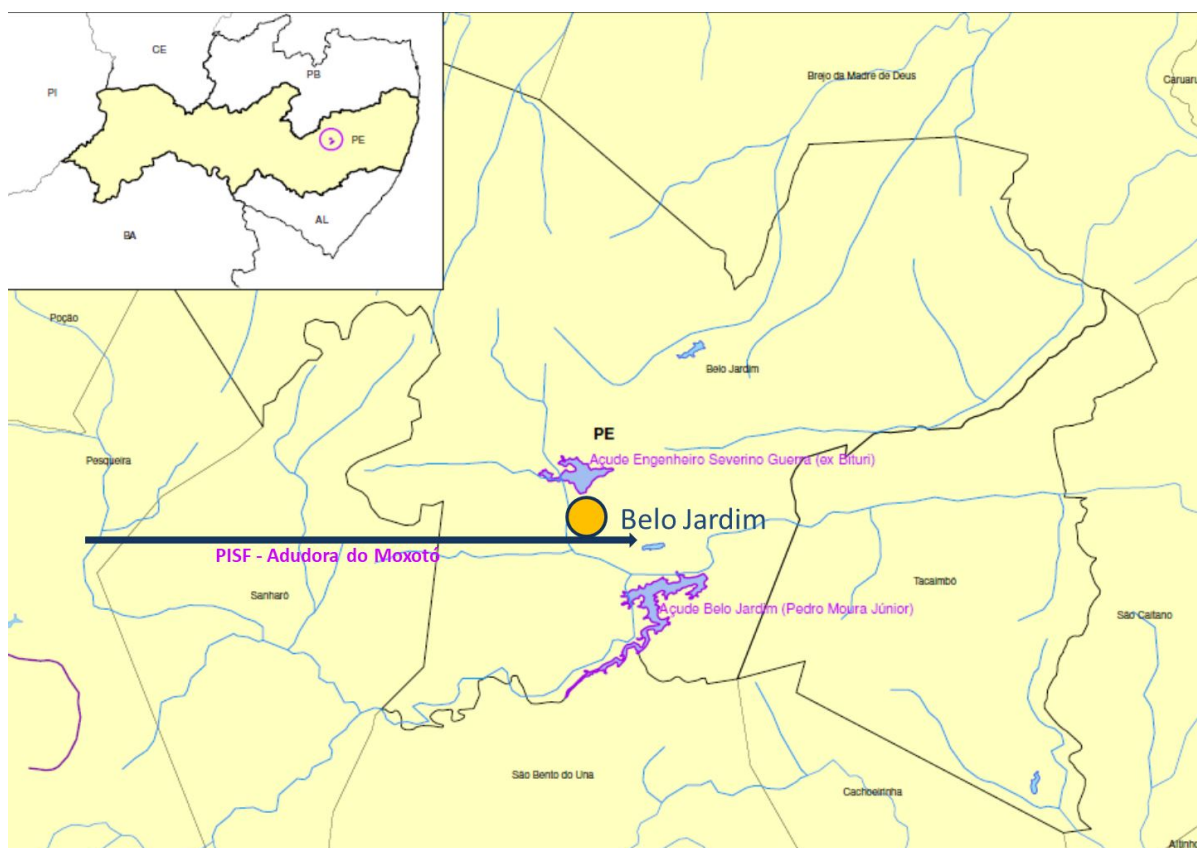 CE
PB
PI
PE
AL
BA
Brejo da Madre de Deus
Caruaru
Poção
Belo Jardim
PE
Pesqueira
Açude Engenheiro Severino Guerra (ex Bituri)
Belo Jardim
PISF - Adudora do Moxotó
Sanharó
Tacaimbó
Açude Belo Jardim (Pedro Moura Júnior)
São Caitano
São Bento do Una
Cachoeirinha
Altinho